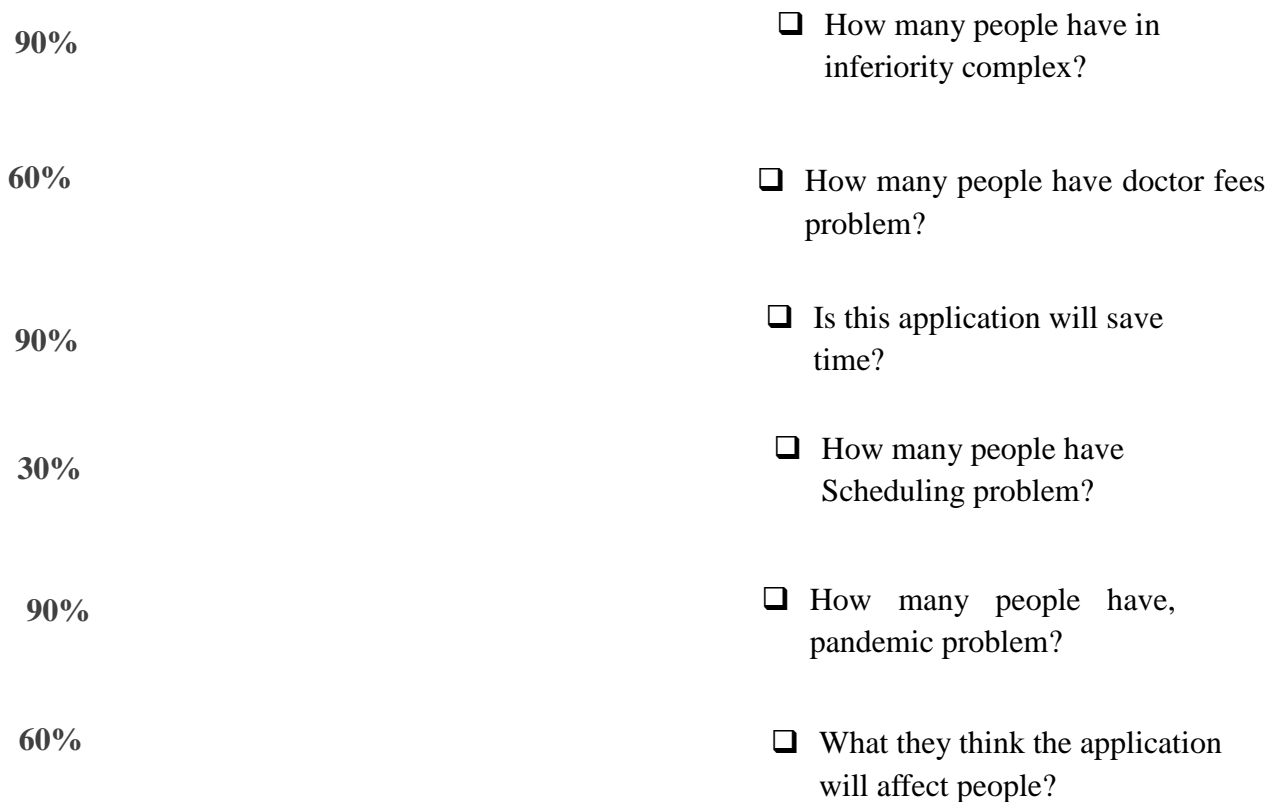 90%
❑ How many people have in
inferiority complex?
60%
❑ How many people have doctor fees
problem?
90%
❑ Is this application will save
time?
30%
❑ How many people have
Scheduling problem?
90%
❑ How many people have,
pandemic problem?
60%
❑ What they think the application
will affect people?